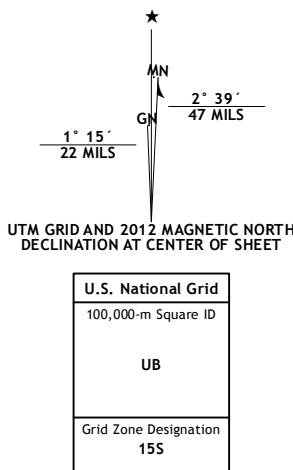 MN
GN
2° 39´
47 MILS
1° 15´
22 MILS
UTM GRID AND 2012 MAGNETIC NORTH
DECLINATION AT CENTER OF SHEET
U.S. National Grid
100,000-m Square ID
UB
Grid Zone Designation
15S